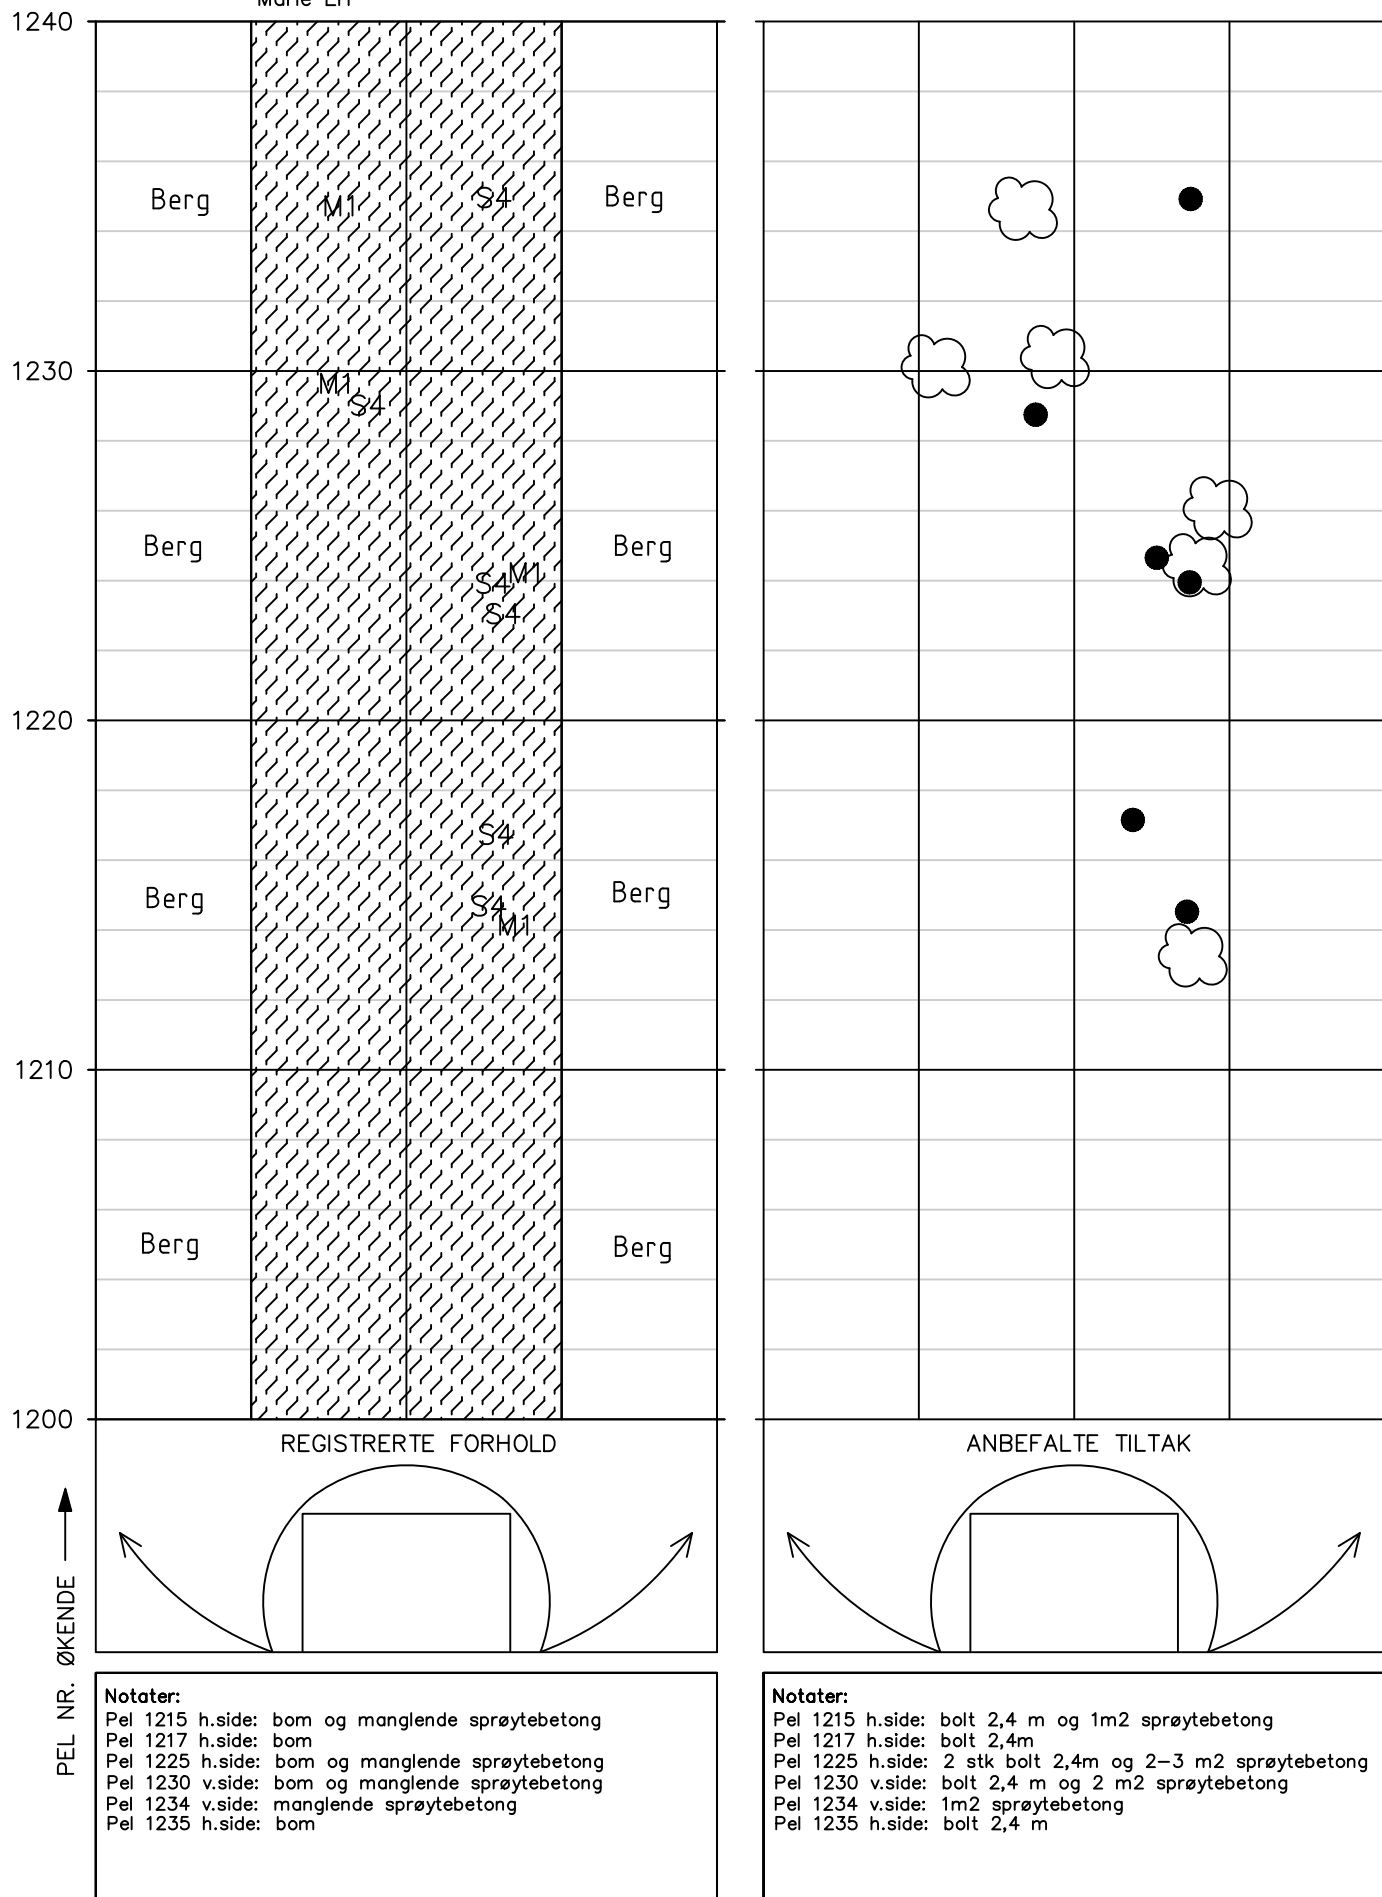 1240
Berg
M1
S4
Berg
1230
M1
S4
Berg
S4 M1
S4
Berg
1220
S4
Berg
S4
M1
Berg
1210
Berg
Berg
1200
REGISTRERTE FORHOLD
ANBEFALTE TILTAK
PEL NR. ØKENDE
Notater:
Pel 1215 h.side: bom og manglende sprøytebetong
Pel 1217 h.side: bom
Pel 1225 h.side: bom og manglende sprøytebetong
Pel 1230 v.side: bom og manglende sprøytebetong
Pel 1234 v.side: manglende sprøytebetong
Pel 1235 h.side: bom
Notater:
Pel 1215 h.side: bolt 2,4 m og 1m2 sprøytebetong
Pel 1217 h.side: bolt 2,4m
Pel 1225 h.side: 2 stk bolt 2,4m og 2-3 m2 sprøytebetong
Pel 1230 v.side: bolt 2,4 m og 2 m2 sprøytebetong
Pel 1234 v.side: 1m2 sprøytebetong
Pel 1235 h.side: bolt 2,4 m